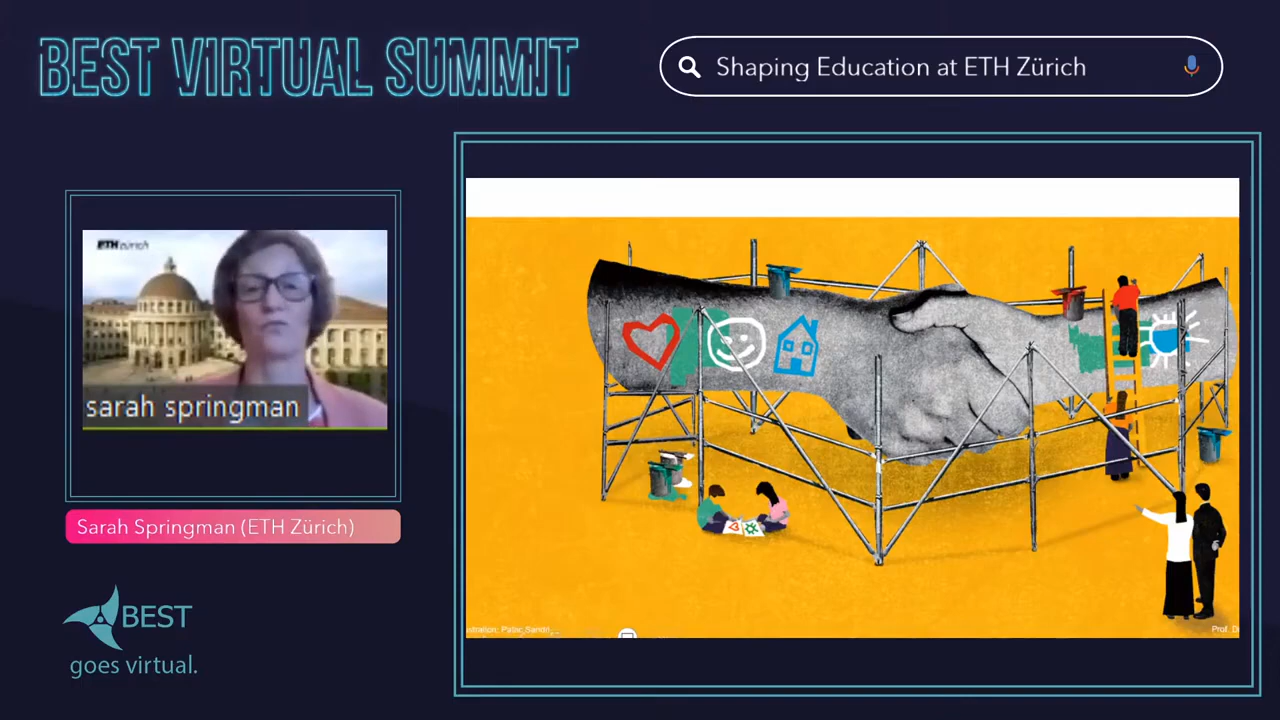 BEST VIRTUAL SUMMIT
Shaping Education at ETH Zürich
ETH zürich
sarah springman
Sarah Springman (ETH Zürich)
BEST
goes virtual.
Prof.